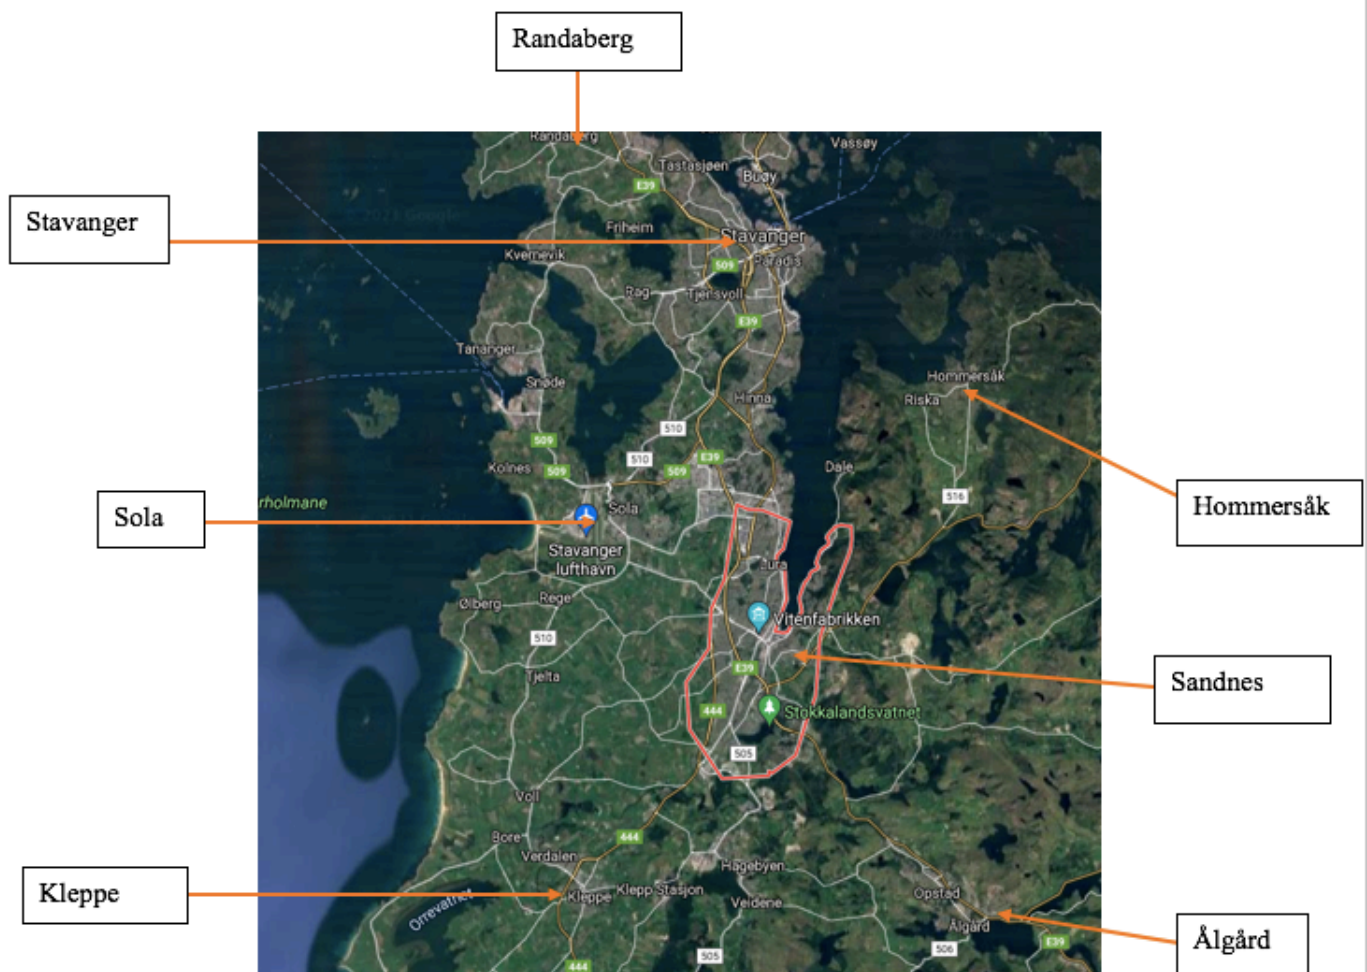 Randaberg
Randaberg
Vassøy
Tastasjøen
Buøy
E39
Stavanger
Friheim
Stavanger
Kvernevik
509
Paradis
Rag
Tjensvoll
E39
Tananger
Snøde
Hommersåk
Riska
Hinna
510
509
510
E39
Kolnes
509
509
Dale
516
rholmane
Sola
Sola
Hommersåk
Stavanger
lufthavn
Lura
Ølberg
Rege
Vitenfabrikken
510
E39
Tjelta
Sandnes
444
Stokkalandsvatnet
505
Voll
Bore
444
Verdalen
Hagebyen
Kleppe
Kleppe
Klepp Stasjon
Opstad
Orrevatnet
Veidene
Ålgård
Ålgård
444
505
506
E39